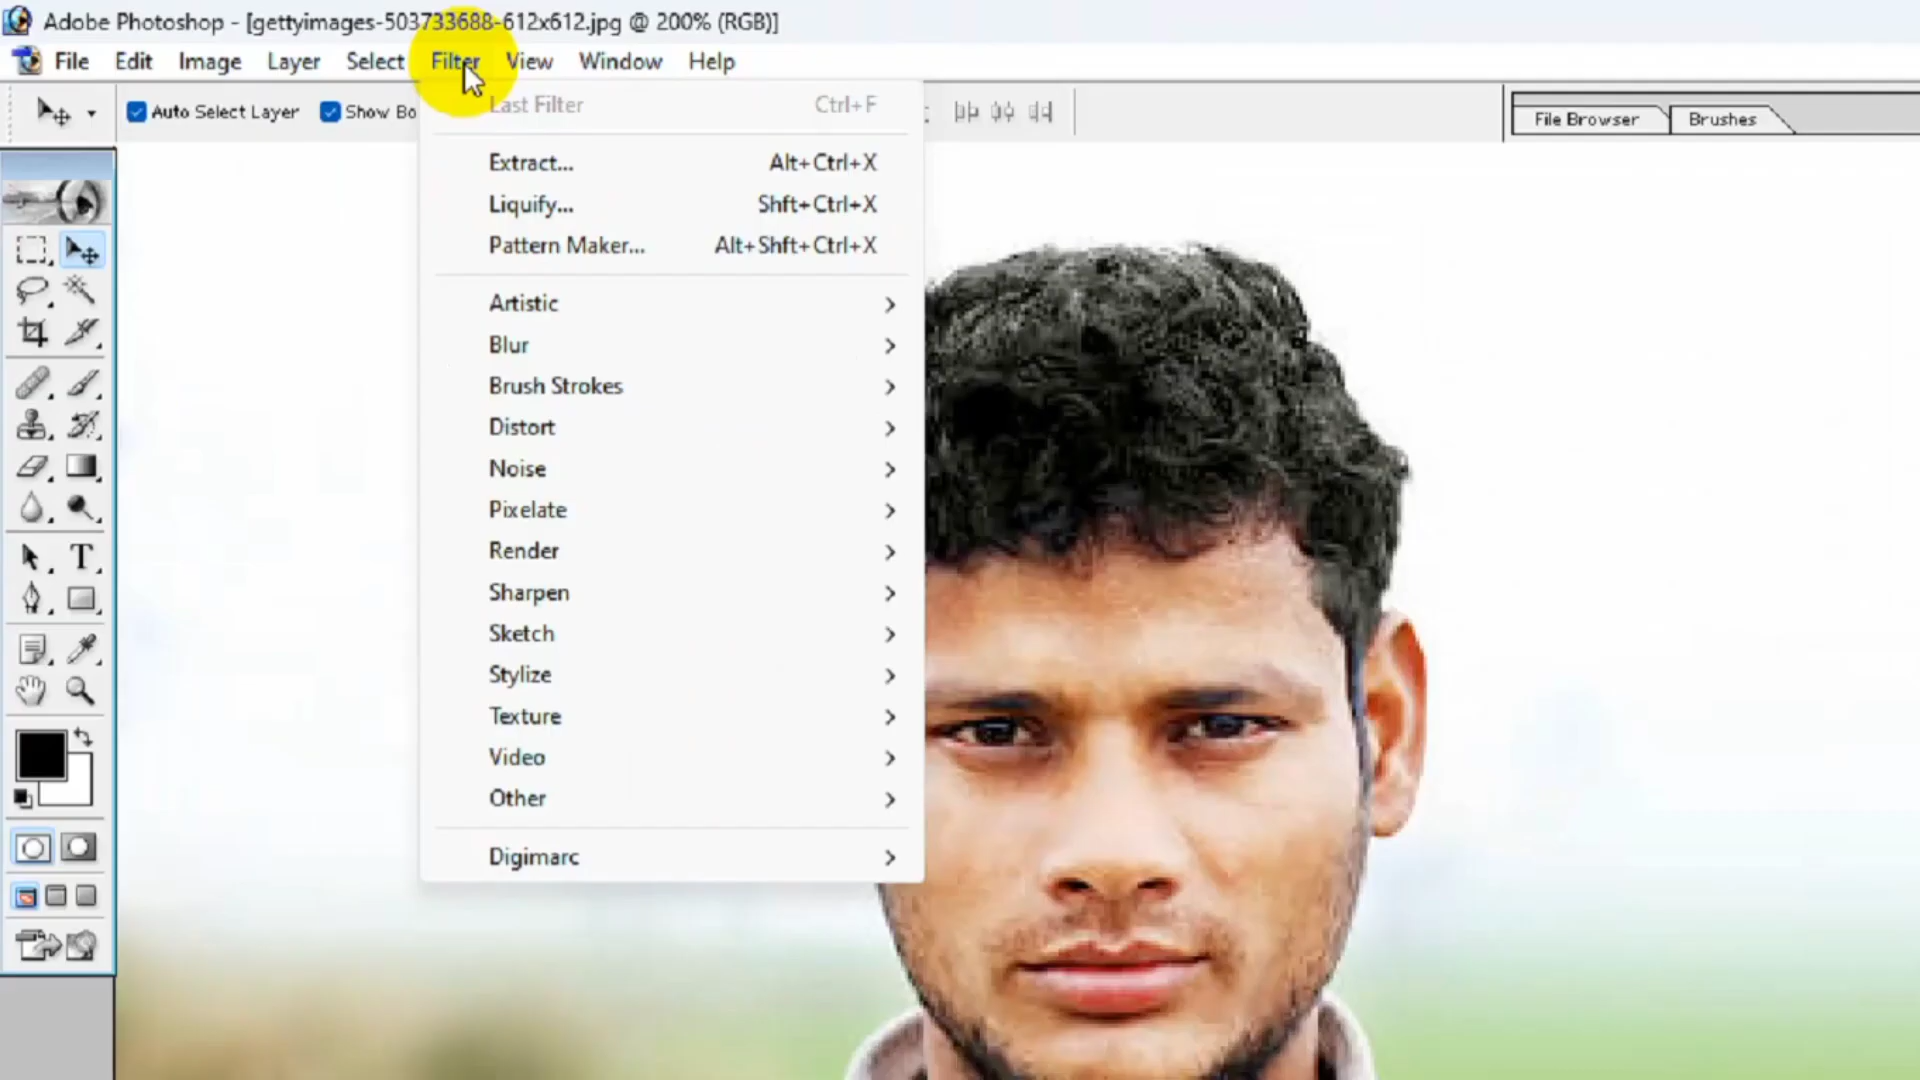 Adobe Photoshop - [gettyimages-503733688-612x612.jpg @ 200% (RGB)]
File Edit Image Layer Select Filter View Window Help
Auto Select Layer Show Bo
File Browser Brushes
Last Filter Ctrl+F
Extract... Alt+Ctrl+X
Liquify... Shft+Ctrl+X
Pattern Maker... Alt+Shft+Ctrl+X
Artistic
Blur
Brush Strokes
Distort
Noise
Pixelate
Render
Sharpen
Sketch
Stylize
Texture
Video
Other
Digimarc
T